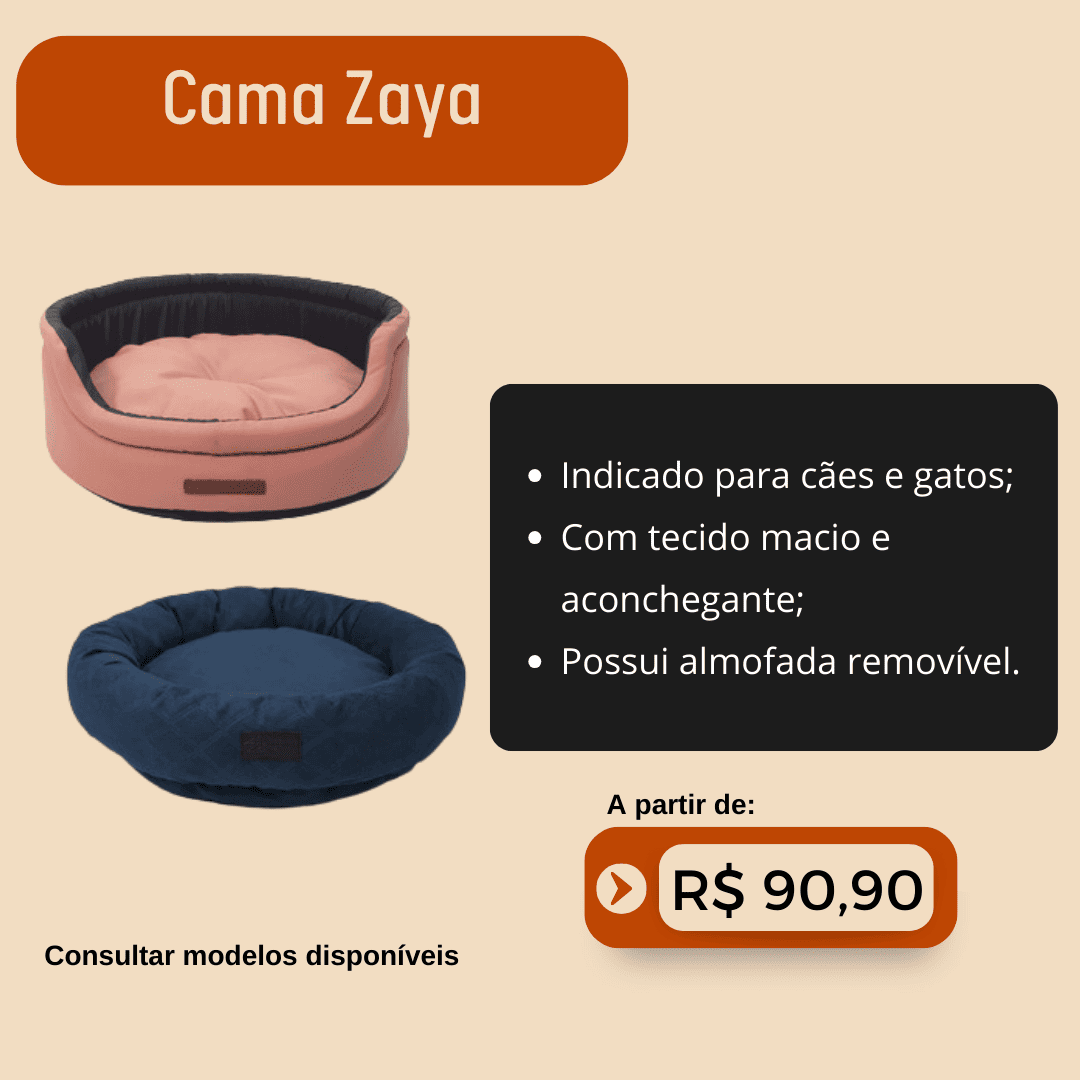 Cama Zaya
• Indicado para cães e gatos;
• Com tecido macio e
aconchegante;
• Possui almofada removível.
A partir de:
R$ 90,90
Consultar modelos disponíveis